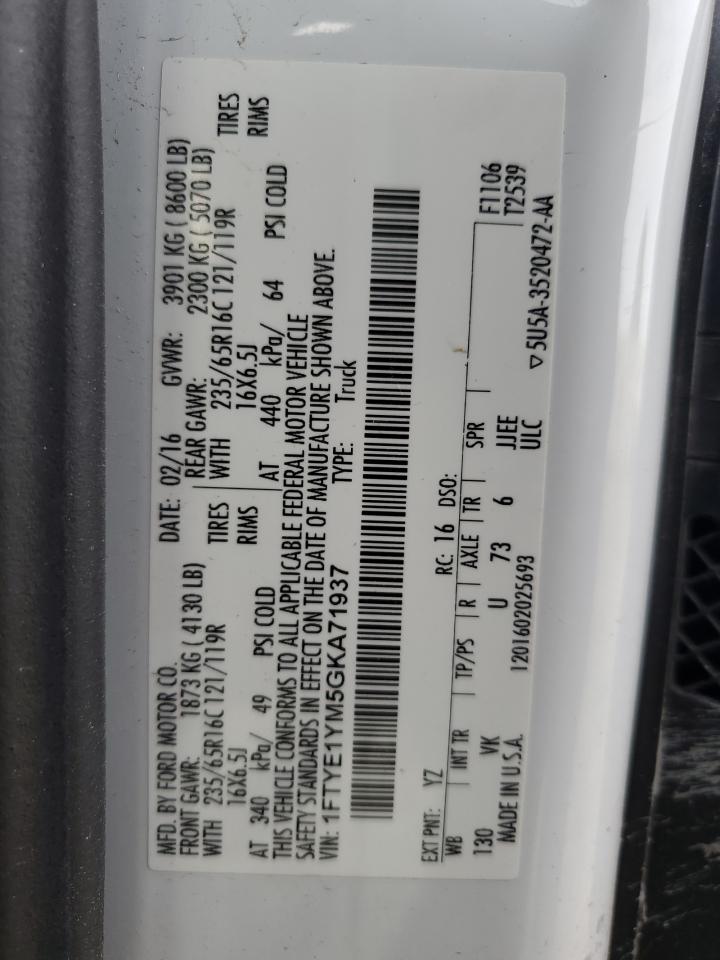 MFD. BY FORD MOTOR CO. DATE: 02/16 GVWR: 3901 KG ( 8600 LB)
FRONT GAWR: 1873 KG ( 4130 LB) REAR GAWR: 2300 KG ( 5070 LB)
WITH 235/65R16C 121/119R TIRES WITH 235/65R16C 121/119R TIRES
16X6.5J RIMS 16X6.5J RIMS
AT 340 kPa/ 49 PSI COLD AT 440 kPa/ 64 PSI COLD
THIS VEHICLE CONFORMS TO ALL APPLICABLE FEDERAL MOTOR VEHICLE
SAFETY STANDARDS IN EFFECT ON THE DATE OF MANUFACTURE SHOWN ABOVE.
VIN: 1FTYE1YM5GKA71937 TYPE: Truck
EXT PNT: YZ RC: 16 DSO:
WB INT TR TP/PS R AXLE TR SPR F1106
130 VK U 73 6 JJEE T2539
MADE IN U.S.A. 1201602025693 ULC ▽ 5U5A-3520472-AA